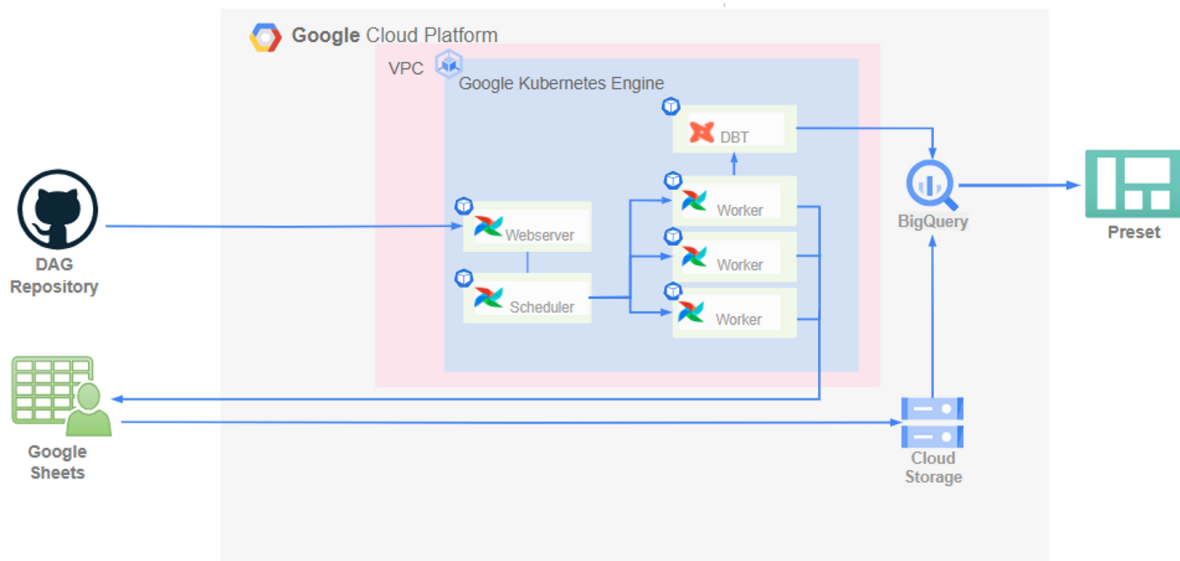 Google Cloud Platform
VPC
Google Kubernetes Engine
DBT
Worker
Webserver
Worker
Scheduler
Worker
BigQuery
Preset
DAG
Repository
Google
Sheets
Cloud
Storage